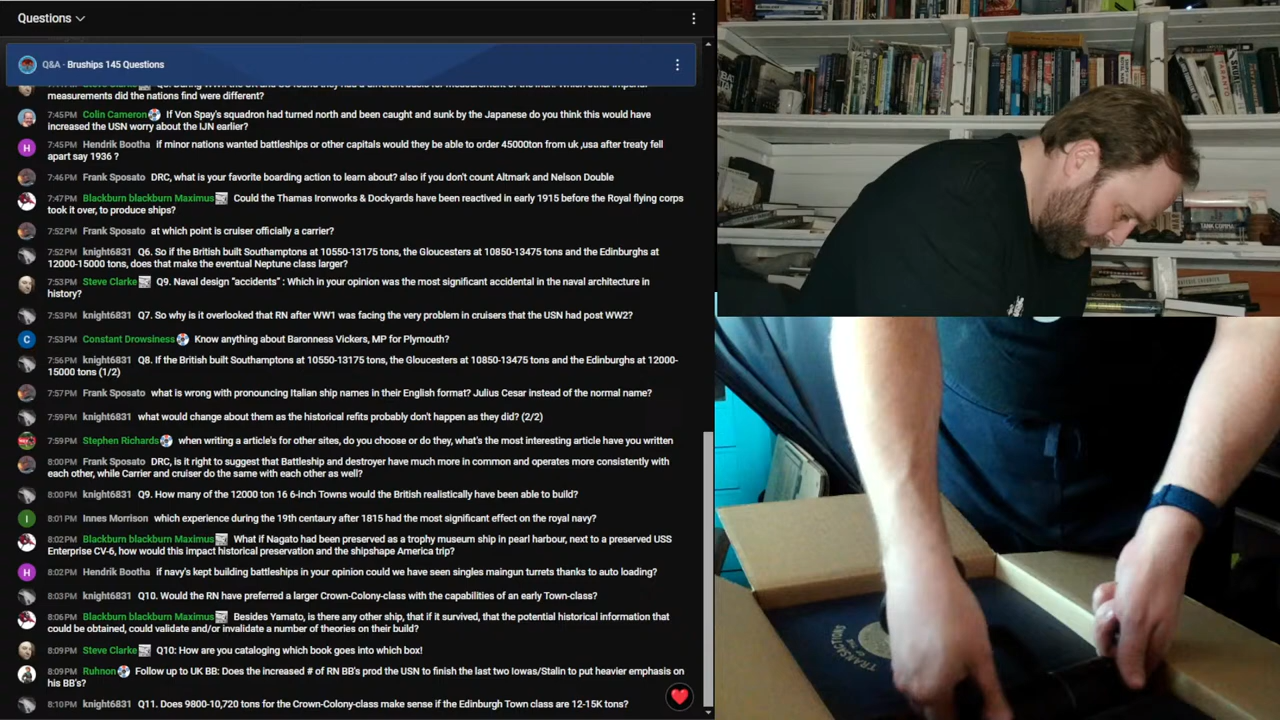 Questions
Q&A · Bruships 145 Questions
measurements did the nations find were different?
7:45PM Colin Cameron If Von Spay's squadron had turned north and been caught and sunk by the Japanese do you think this would have
increased the USN worry about the IJN earlier?
7:45PM Hendrik Bootha if minor nations wanted battleships or other capitals would they be able to order 45000ton from uk ,usa after treaty fell
apart say 1936 ?
7:46PM Frank Sposato DRC, what is your favorite boarding action to learn about? also if you don't count Altmark and Nelson Double
7:47PM Blackburn blackburn Maximus Could the Thamas Ironworks & Dockyards have been reactived in early 1915 before the Royal flying corps
took it over, to produce ships?
7:52PM Frank Sposato at which point is cruiser officially a carrier?
7:52PM knight6831 Q6. So if the British built Southamptons at 10550-13175 tons, the Gloucesters at 10850-13475 tons and the Edinburghs at
12000-15000 tons, does that make the eventual Neptune class larger?
7:53PM Steve Clarke Q9. Naval design "accidents" : Which in your opinion was the most significant accidental in the naval architecture in
history?
7:53PM knight6831 Q7. So why is it overlooked that RN after WW1 was facing the very problem in cruisers that the USN had post WW2?
C 7:53PM Constant Drowsiness Know anything about Baronness Vickers, MP for Plymouth?
7:56PM knight6831 Q8. If the British built Southamptons at 10550-13175 tons, the Gloucesters at 10850-13475 tons and the Edinburghs at 12000-
15000 tons (1/2)
7:57PM Frank Sposato what is wrong with pronouncing Italian ship names in their English format? Julius Cesar instead of the normal name?
7:59PM knight6831 what would change about them as the historical refits probably don't happen as they did? (2/2)
7:59PM Stephen Richards when writing a article's for other sites, do you choose or do they, what's the most interesting article have you written
8:00PM Frank Sposato DRC, is it right to suggest that Battleship and destroyer have much more in common and operates more consistently with
each other, while Carrier and cruiser do the same with each other as well?
8:00PM knight6831 Q9. How many of the 12000 ton 16 6-inch Towns would the British realistically have been able to build?
I 8:01PM Innes Morrison which experience during the 19th centaury after 1815 had the most significant effect on the royal navy?
8:02PM Blackburn blackburn Maximus What if Nagato had been preserved as a trophy museum ship in pearl harbour, next to a preserved USS
Enterprise CV-6, how would this impact historical preservation and the shipshape America trip?
H 8:02PM Hendrik Bootha if navy's kept building battleships in your opinion could we have seen singles maingun turrets thanks to auto loading?
8:03PM knight6831 Q10. Would the RN have preferred a larger Crown-Colony-class with the capabilities of an early Town-class?
8:06PM Blackburn blackburn Maximus Besides Yamato, is there any other ship, that if it survived, that the potential historical information that
could be obtained, could validate and/or invalidate a number of theories on their build?
8:09PM Steve Clarke Q10: How are you cataloging which book goes into which box!
8:09PM Ruhnon Follow up to UK BB: Does the increased # of RN BB's prod the USN to finish the last two Iowas/Stalin to put heavier emphasis on
his BB's?
8:10PM knight6831 Q11. Does 9800-10,720 tons for the Crown-Colony-class make sense if the Edinburgh Town class are 12-15K tons?
TRANSACTIONS